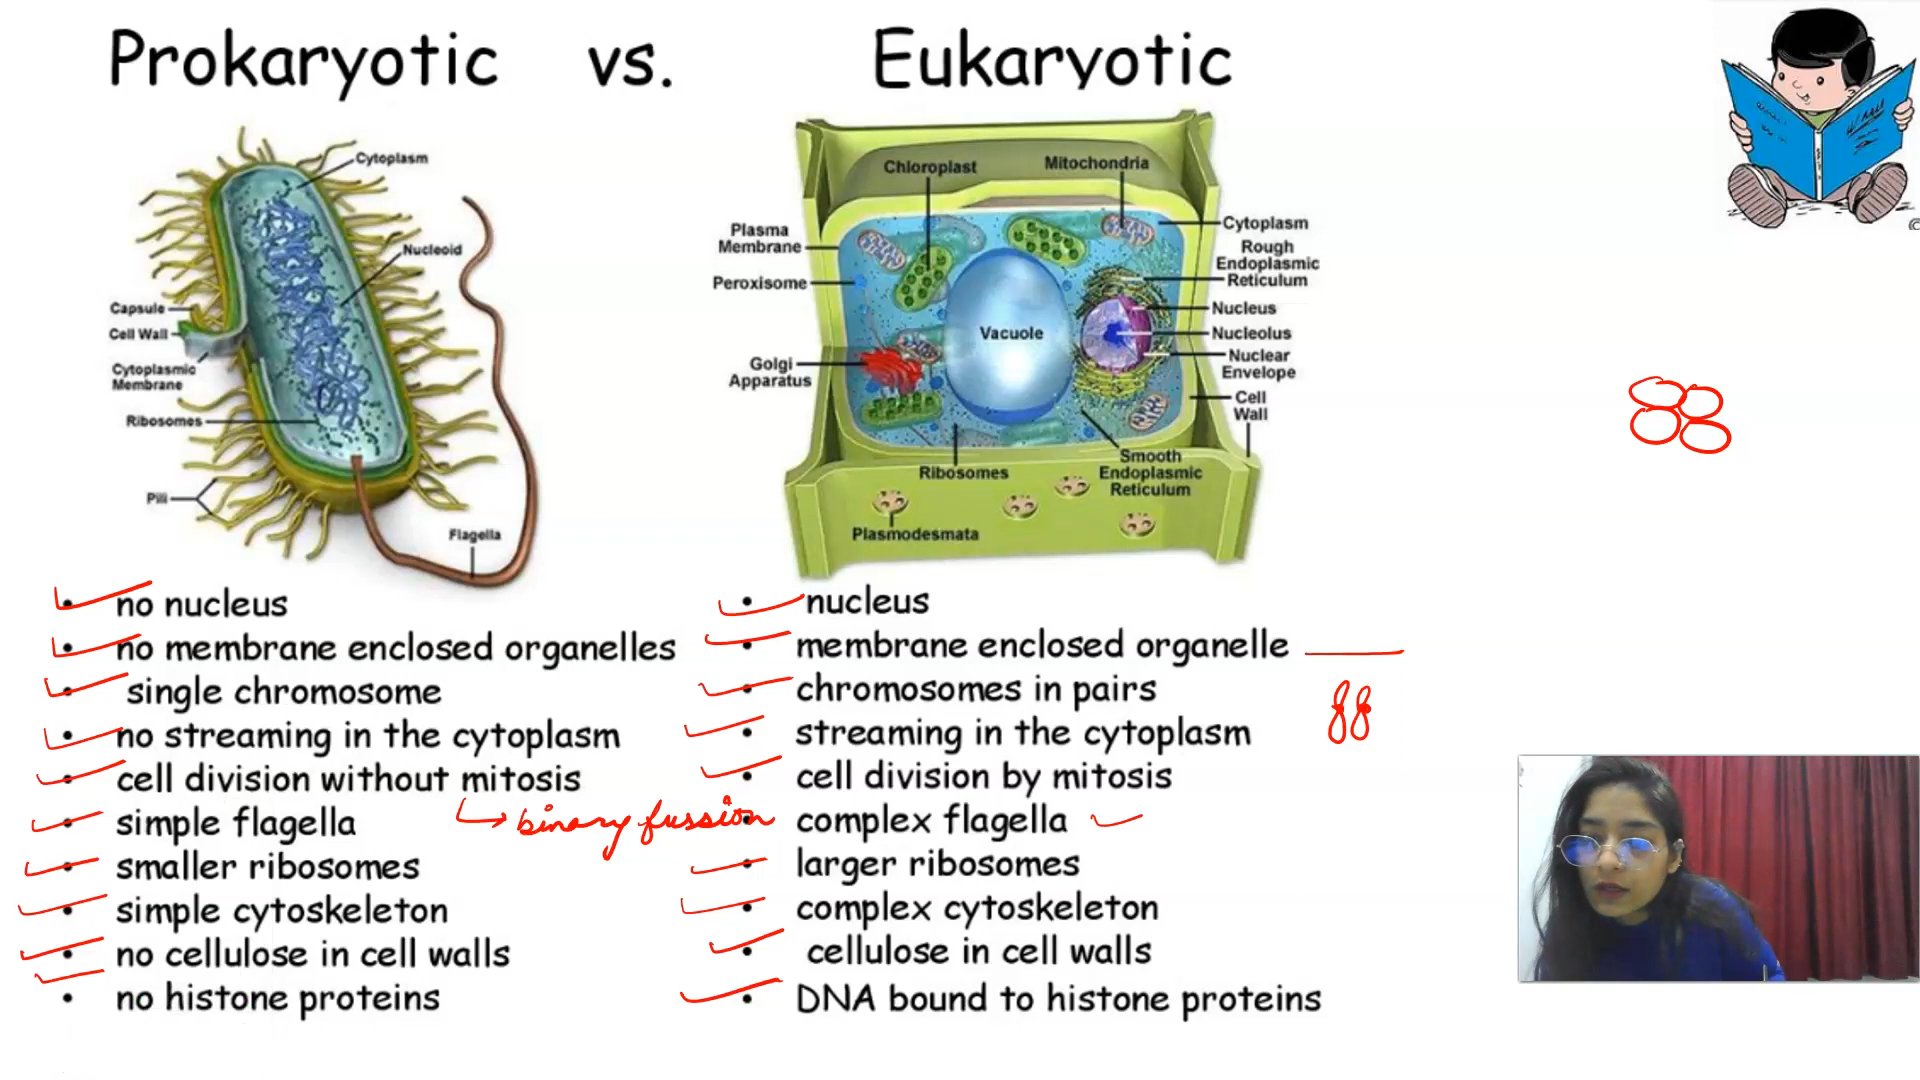 Prokaryotic vs. Eukaryotic
Cytoplasm
Nucleoid
Capsule
Cell Wall
Cytoplasmic
Membrane
Ribosomes
Pili
Flagella
Chloroplast
Mitochondria
Plasma
Membrane
Peroxisome
Golgi
Apparatus
Vacuole
Cytoplasm
Rough
Endoplasmic
Reticulum
Nucleus
Nucleolus
Nuclear
Envelope
Cell
Wall
Smooth
Endoplasmic
Reticulum
Ribosomes
Plasmodesmata
• no nucleus
• no membrane enclosed organelles
• single chromosome
• no streaming in the cytoplasm
• cell division without mitosis
binary fussion
• simple flagella
• smaller ribosomes
• simple cytoskeleton
• no cellulose in cell walls
• no histone proteins
• nucleus
• membrane enclosed organelle
• chromosomes in pairs
• streaming in the cytoplasm
• cell division by mitosis
• complex flagella
• larger ribosomes
• complex cytoskeleton
• cellulose in cell walls
• DNA bound to histone proteins
©